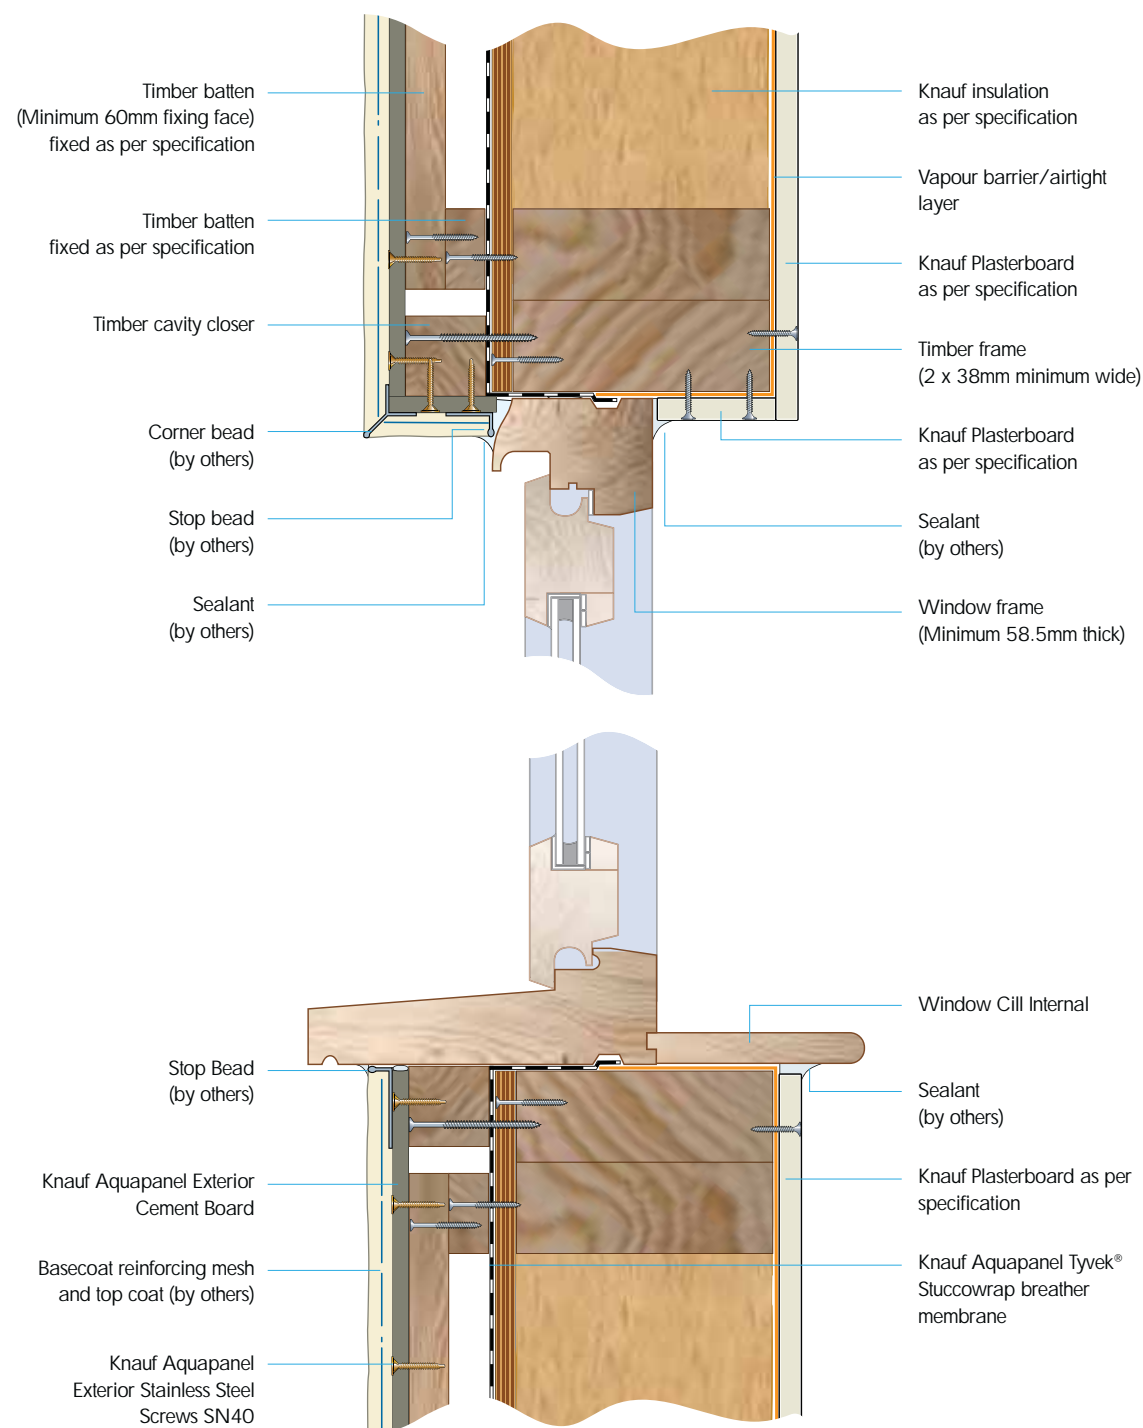 Timber batten
(Minimum 60mm fixing face)
fixed as per specification
Timber batten
fixed as per specification
Timber cavity closer
Corner bead
(by others)
Stop bead
(by others)
Sealant
(by others)
Knauf insulation
as per specification
Vapour barrier/airtight
layer
Knauf Plasterboard
as per specification
Timber frame
(2 x 38mm minimum wide)
Knauf Plasterboard
as per specification
Sealant
(by others)
Window frame
(Minimum 58.5mm thick)
Stop Bead
(by others)
Knauf Aquapanel Exterior
Cement Board
Basecoat reinforcing mesh
and top coat (by others)
Knauf Aquapanel
Exterior Stainless Steel
Screws SN40
Window Cill Internal
Sealant
(by others)
Knauf Plasterboard as per
specification
Knauf Aquapanel Tyvek®
Stuccowrap breather
membrane